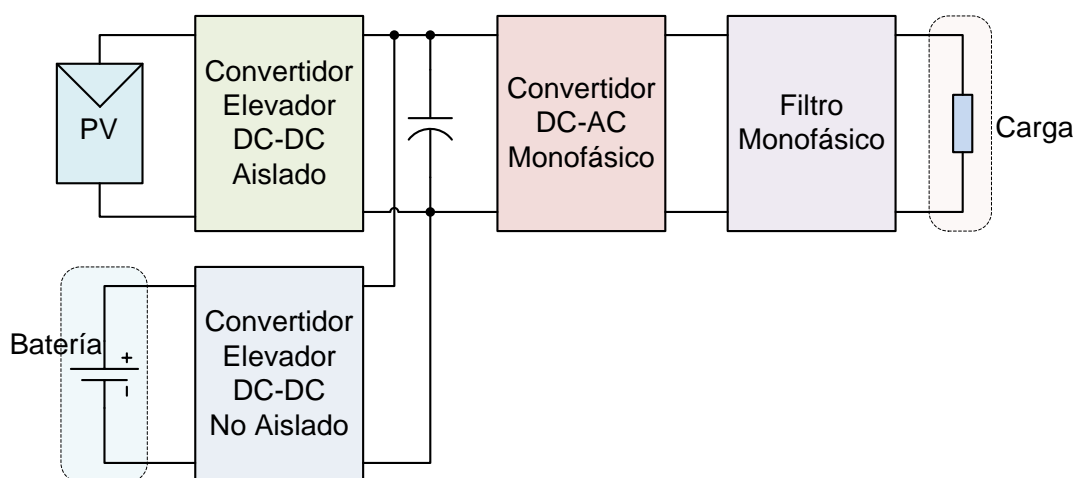 PV
Convertidor
Elevador
DC-DC
Aislado
Convertidor
DC-AC
Monofásico
Filtro
Monofásico
Carga
Batería
+
Convertidor
Elevador
DC-DC
No Aislado